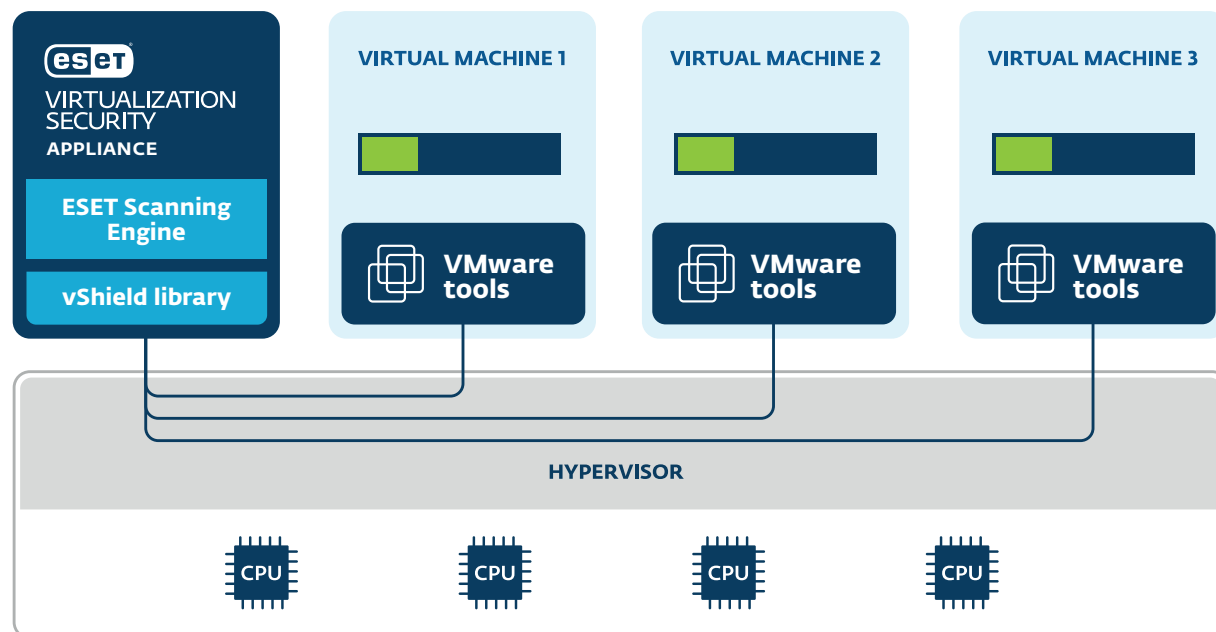 eset
VIRTUALIZATION
SECURITY
APPLIANCE
ESET Scanning
Engine
vShield library
VIRTUAL MACHINE 1
VMware
tools
VIRTUAL MACHINE 2
VMware
tools
VIRTUAL MACHINE 3
VMware
tools
HYPERVISOR
CPU
CPU
CPU
CPU